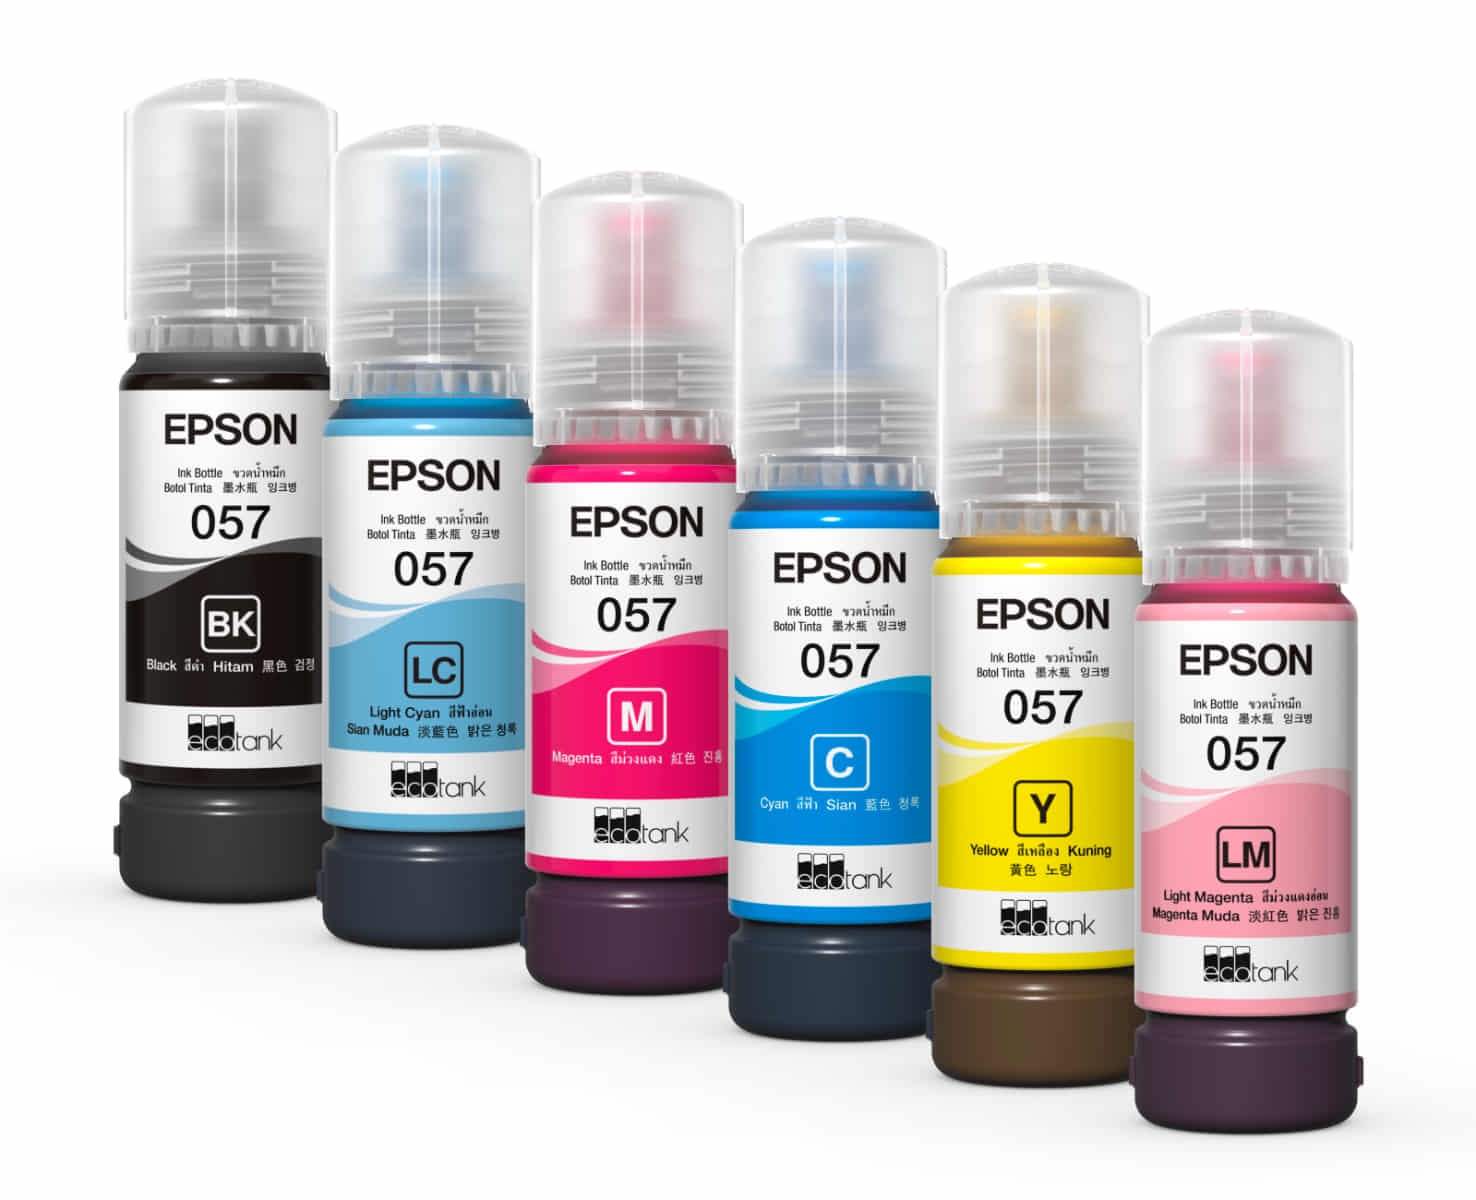 EPSON
Ink Bottle ขวดน้ำหมึก
Botol Tinta 墨水瓶 잉크병
057
BK
Black สีดำ Hitam 黑色 검정
ecotank
EPSON
Ink Bottle ขวดน้ำหมึก
Botol Tinta 墨水瓶 잉크병
057
LC
Light Cyan สีฟ้าอ่อน
Sian Muda 淡藍色 밝은 청록
ecotank
EPSON
Ink Bottle ขวดน้ำหมึก
Botol Tinta 墨水瓶 잉크병
057
M
Magenta สีม่วงแดง 紅色 진홍
ecotank
EPSON
Ink Bottle ขวดน้ำหมึก
Botol Tinta 墨水瓶 잉크병
057
C
Cyan สีฟ้า Sian 藍色 청록
ecotank
EPSON
Ink Bottle ขวดน้ำหมึก
Botol Tinta 墨水瓶 잉크병
057
Y
Yellow สีเหลือง Kuning
黃色 노랑
ecotank
EPSON
Ink Bottle ขวดน้ำหมึก
Botol Tinta 墨水瓶 잉크병
057
LM
Light Magenta สีม่วงแดงอ่อน
Magenta Muda 淡紅色 밝은 진홍
ecotank